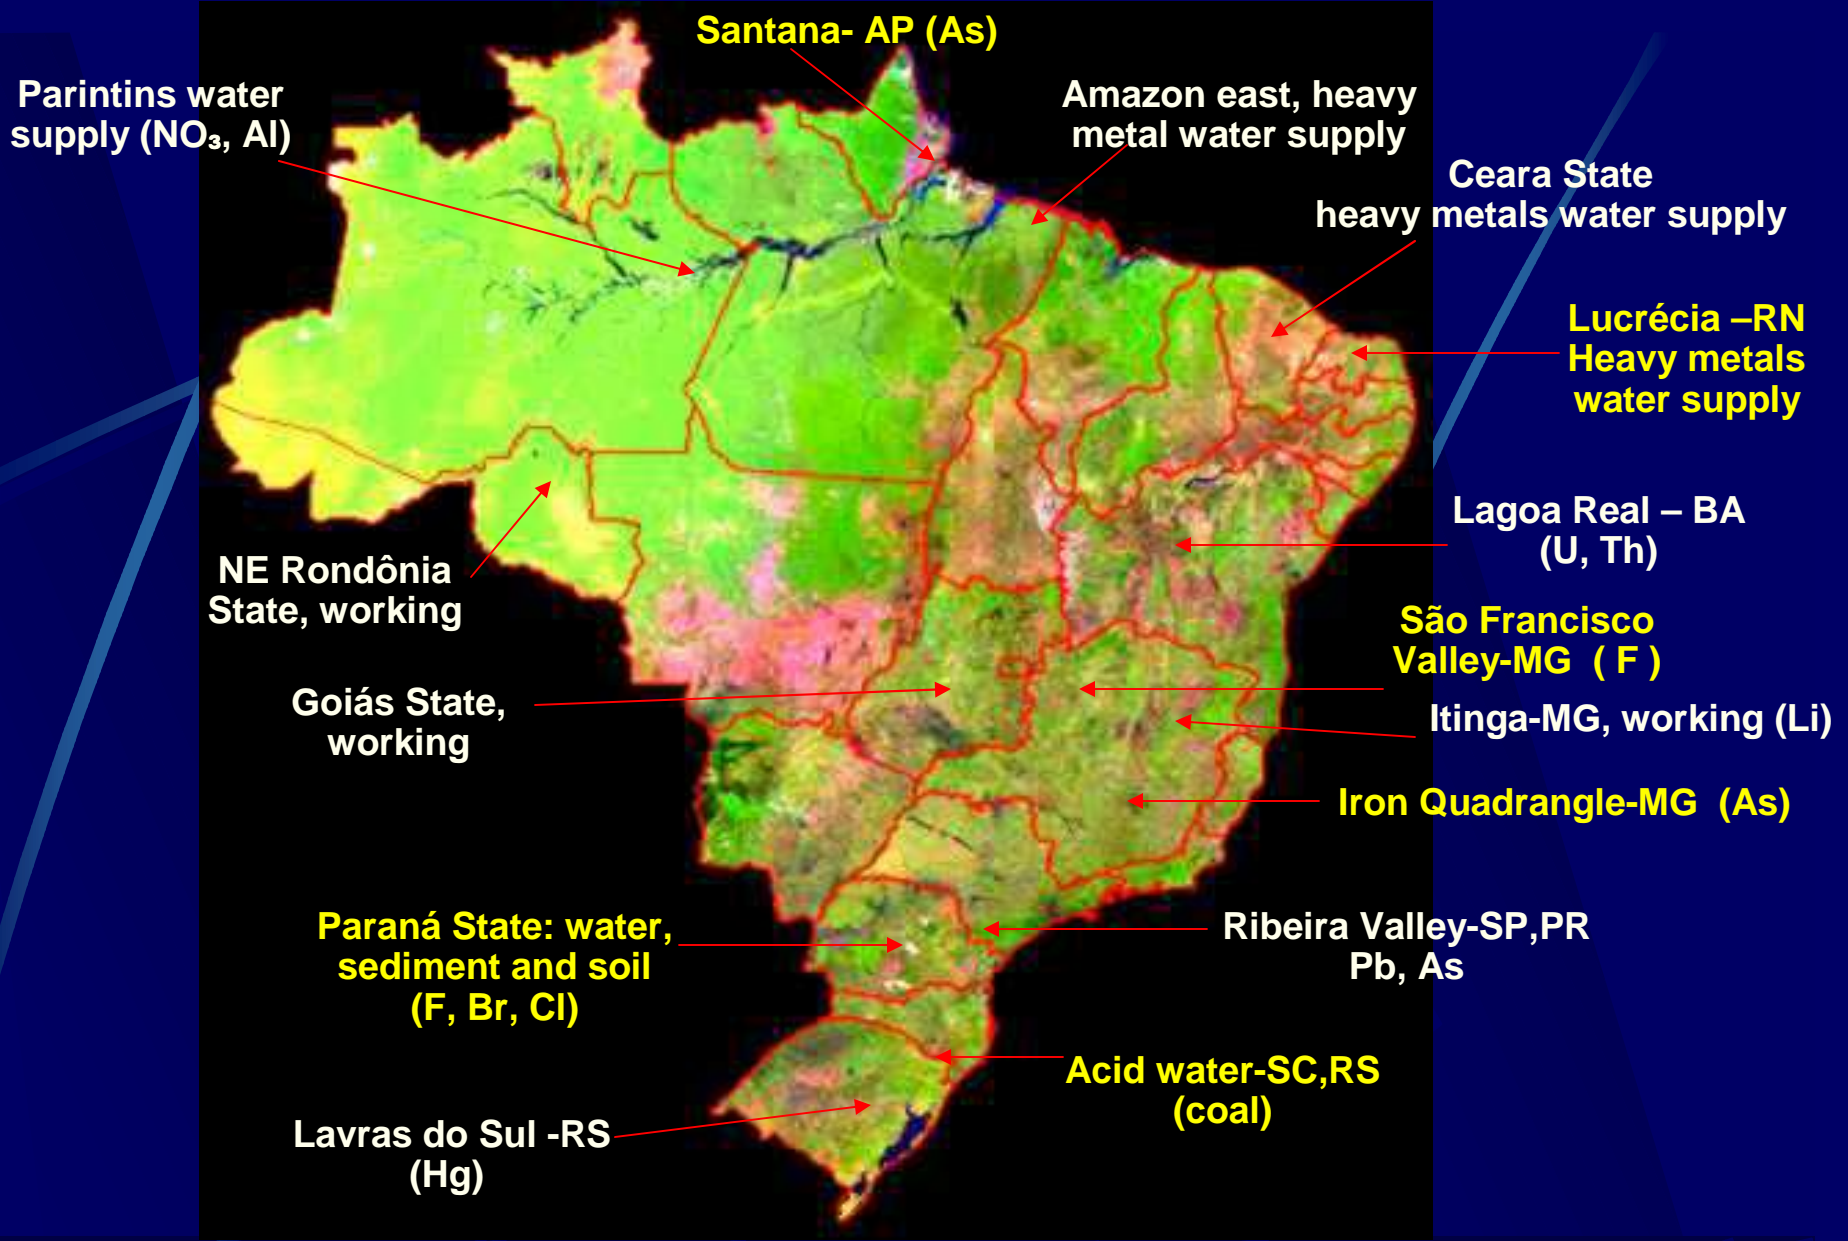 Santana- AP (As)
Parintins water
supply (NO₃, Al)
Amazon east, heavy
metal water supply
Ceara State
heavy metals water supply
Lucrécia –RN
Heavy metals
water supply
Lagoa Real – BA
(U, Th)
NE Rondônia
State, working
São Francisco
Valley-MG  ( F )
Goiás State,
working
Itinga-MG, working (Li)
Iron Quadrangle-MG  (As)
Paraná State: water,
sediment and soil
(F, Br, Cl)
Ribeira Valley-SP,PR
Pb, As
Acid water-SC,RS
(coal)
Lavras do Sul -RS
(Hg)